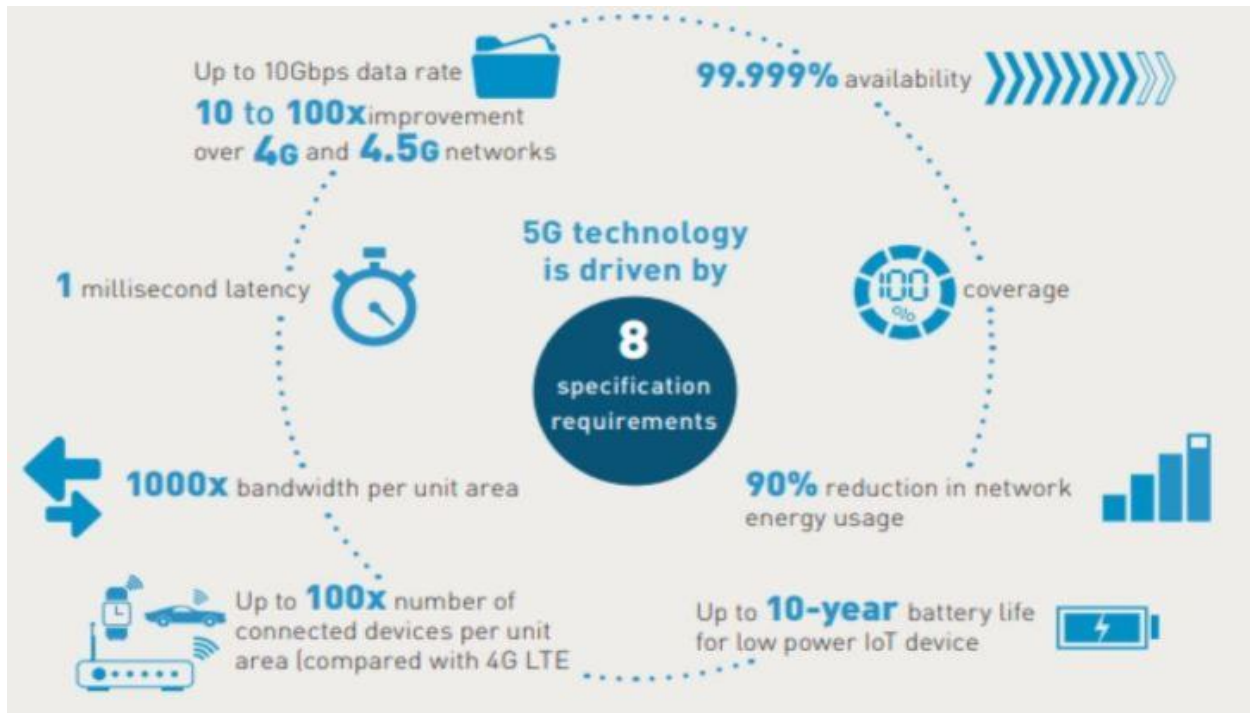 Up to 10Gbps data rate
10 to 100x improvement
over 4G and 4.5G networks
99.999% availability
5G technology
is driven by
8
specification
requirements
1 millisecond latency
100
%
coverage
1000x bandwidth per unit area
90% reduction in network
energy usage
Up to 100x number of
connected devices per unit
area (compared with 4G LTE
Up to 10-year battery life
for low power IoT device